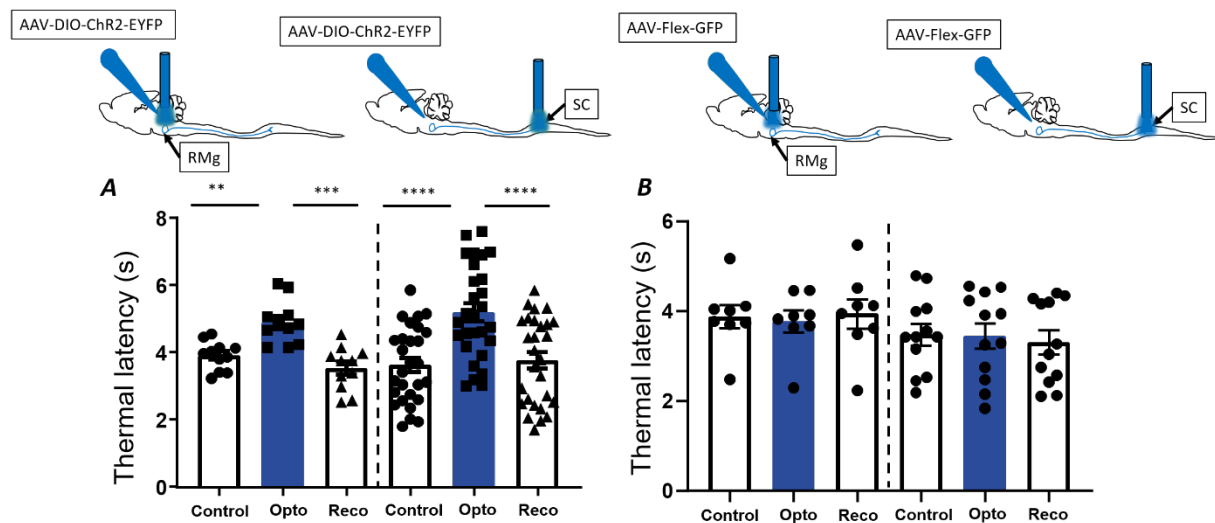 AAV-DIO-ChR2-EYFP
AAV-DIO-ChR2-EYFP
AAV-Flex-GFP
AAV-Flex-GFP
SC
SC
RMg
RMg
A
** *** **** ****
B
8
6
4
2
0
Thermal latency (s)
Control Opto Reco Control Opto Reco
6
4
2
0
Thermal latency (s)
Control Opto Reco Control Opto Reco